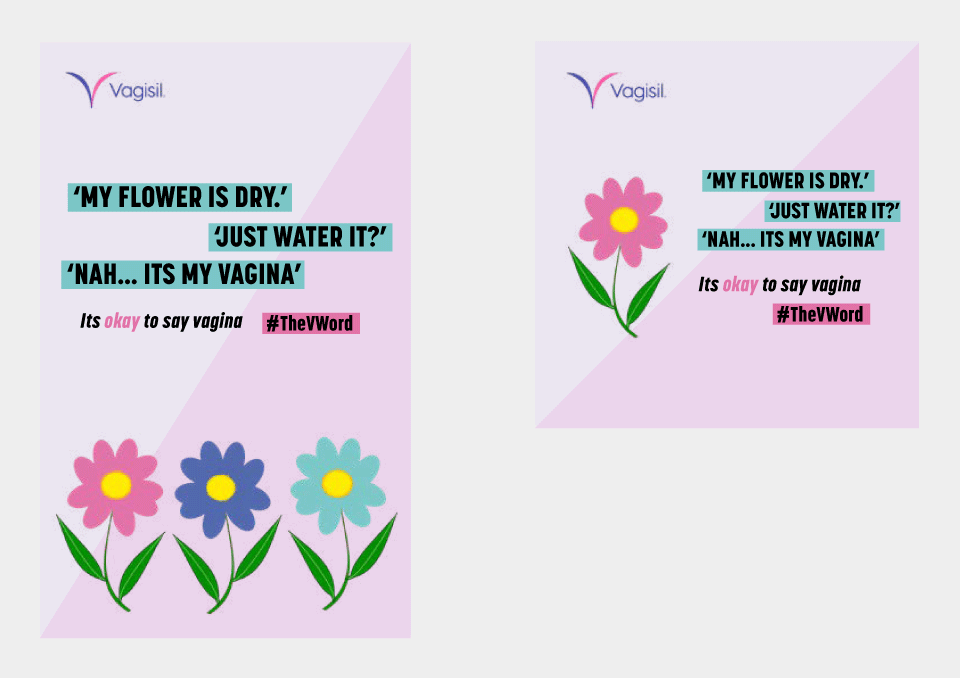 Vagisil.
‘MY FLOWER IS DRY.’
‘JUST WATER IT?’
‘NAH... ITS MY VAGINA’
Its okay to say vagina #TheVWord
Vagisil.
‘MY FLOWER IS DRY.’
‘JUST WATER IT?’
‘NAH... ITS MY VAGINA’
Its okay to say vagina
#TheVWord